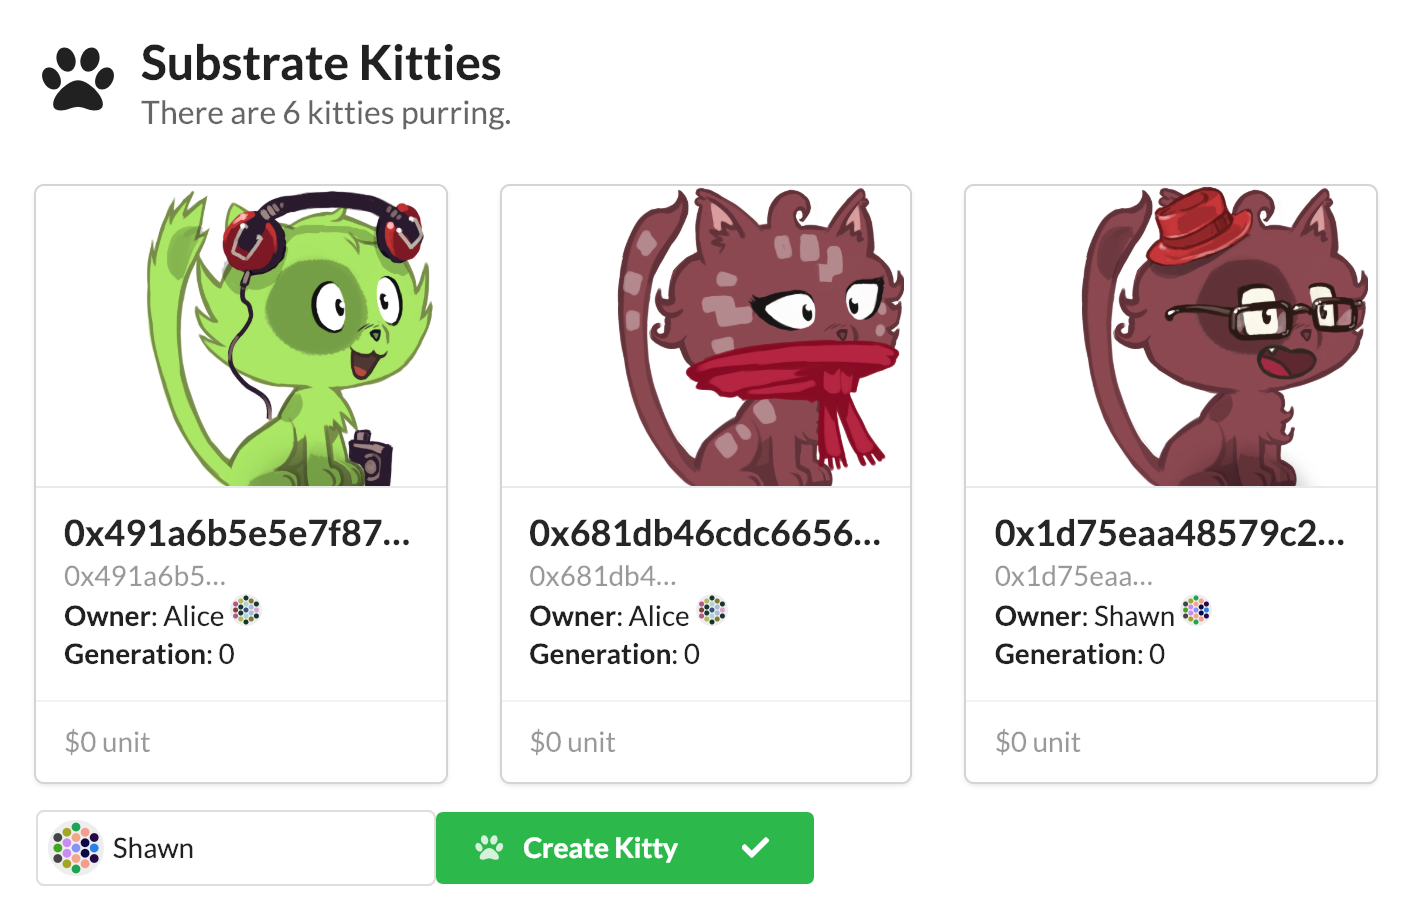 Substrate Kitties
There are 6 kitties purring.
0x491a6b5e5e7f87...
0x491a6b5...
Owner: Alice
Generation: 0
$0 unit
0x681db46cdc6656...
0x681db4...
Owner: Alice
Generation: 0
$0 unit
0x1d75eaa48579c2...
0x1d75eaa...
Owner: Shawn
Generation: 0
$0 unit
Shawn
Create Kitty